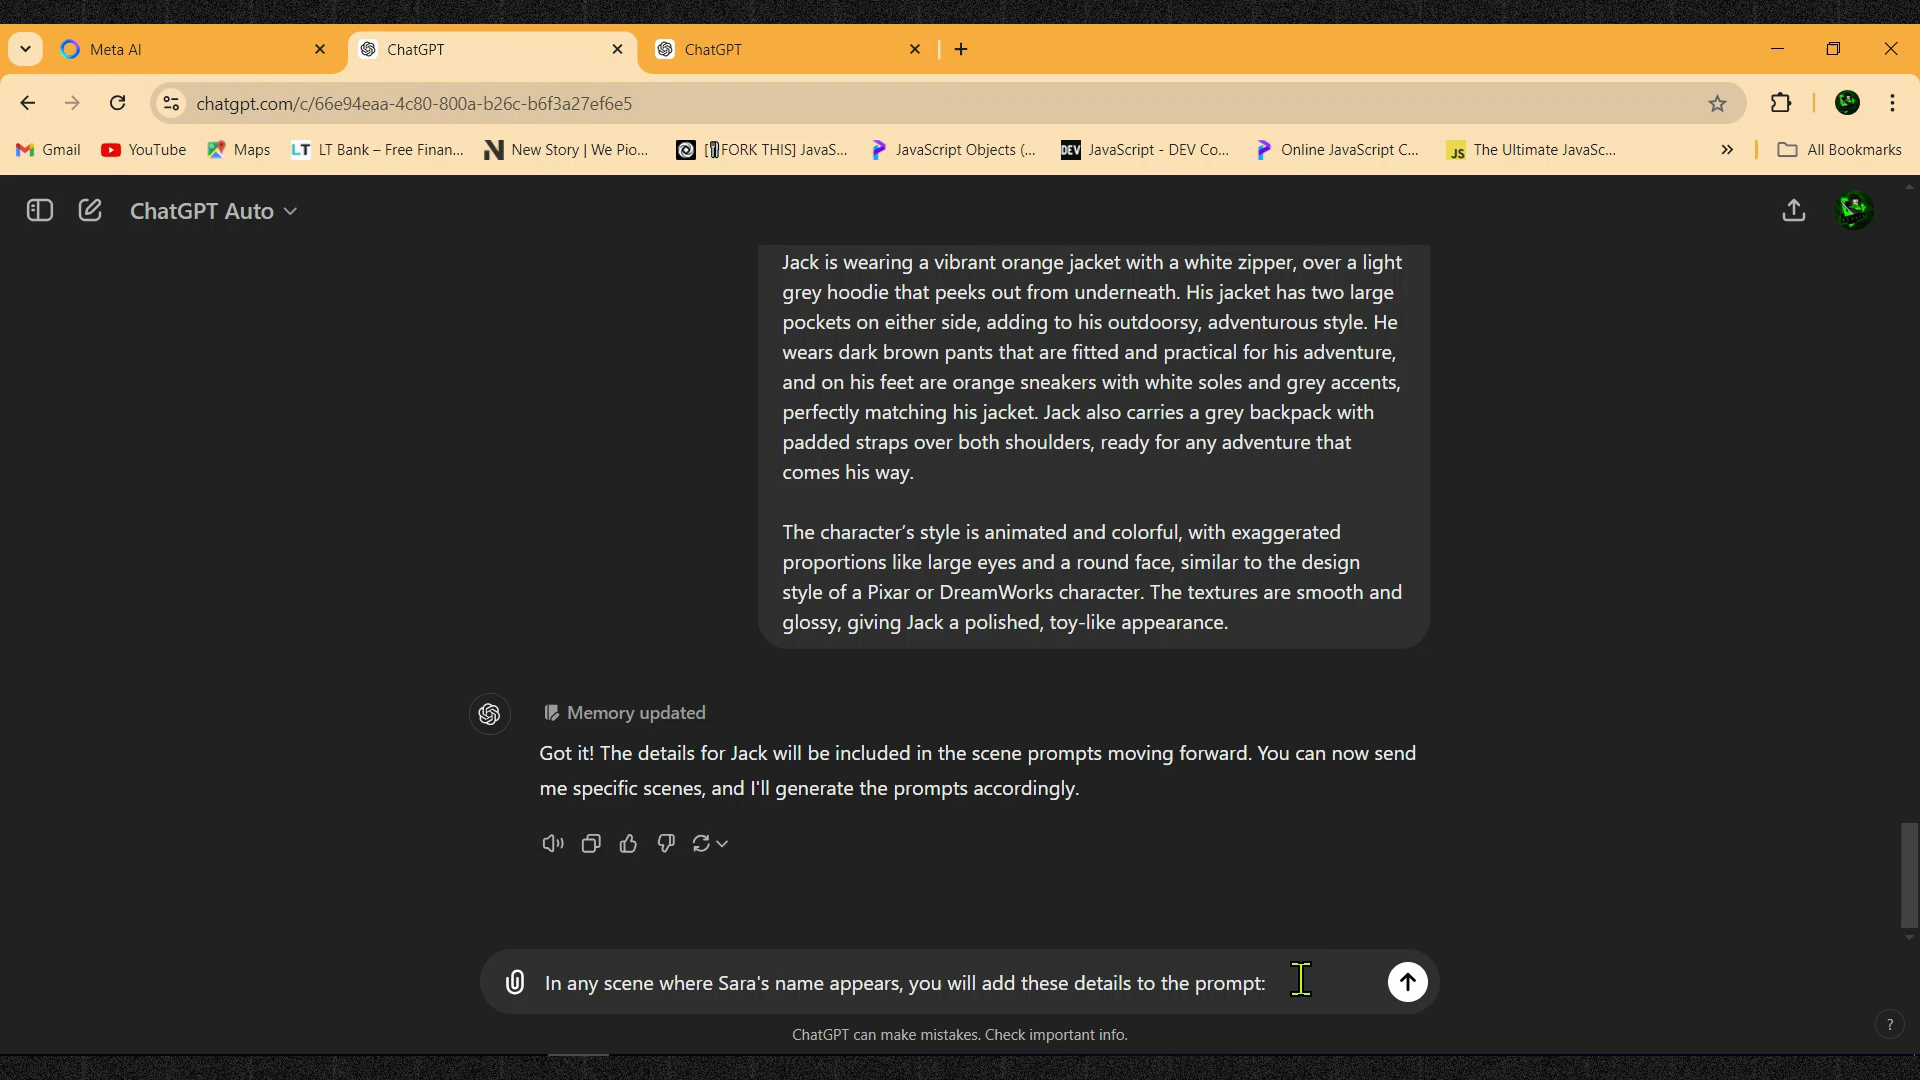 Meta AI
ChatGPT
ChatGPT
chatgpt.com/c/66e94eaa-4c80-800a-b26c-b6f3a27ef6e5
Gmail
YouTube
Maps
LT Bank – Free Finan...
New Story | We Pio...
[🍴FORK THIS] JavaS...
JavaScript Objects (...
DEV JavaScript - DEV Co...
Online JavaScript C...
JS The Ultimate JavaSc...
All Bookmarks
ChatGPT Auto
Jack is wearing a vibrant orange jacket with a white zipper, over a light
grey hoodie that peeks out from underneath. His jacket has two large
pockets on either side, adding to his outdoorsy, adventurous style. He
wears dark brown pants that are fitted and practical for his adventure,
and on his feet are orange sneakers with white soles and grey accents,
perfectly matching his jacket. Jack also carries a grey backpack with
padded straps over both shoulders, ready for any adventure that
comes his way.
The character’s style is animated and colorful, with exaggerated
proportions like large eyes and a round face, similar to the design
style of a Pixar or DreamWorks character. The textures are smooth and
glossy, giving Jack a polished, toy-like appearance.
Memory updated
Got it! The details for Jack will be included in the scene prompts moving forward. You can now send
me specific scenes, and I'll generate the prompts accordingly.
In any scene where Sara's name appears, you will add these details to the prompt:
ChatGPT can make mistakes. Check important info.
?